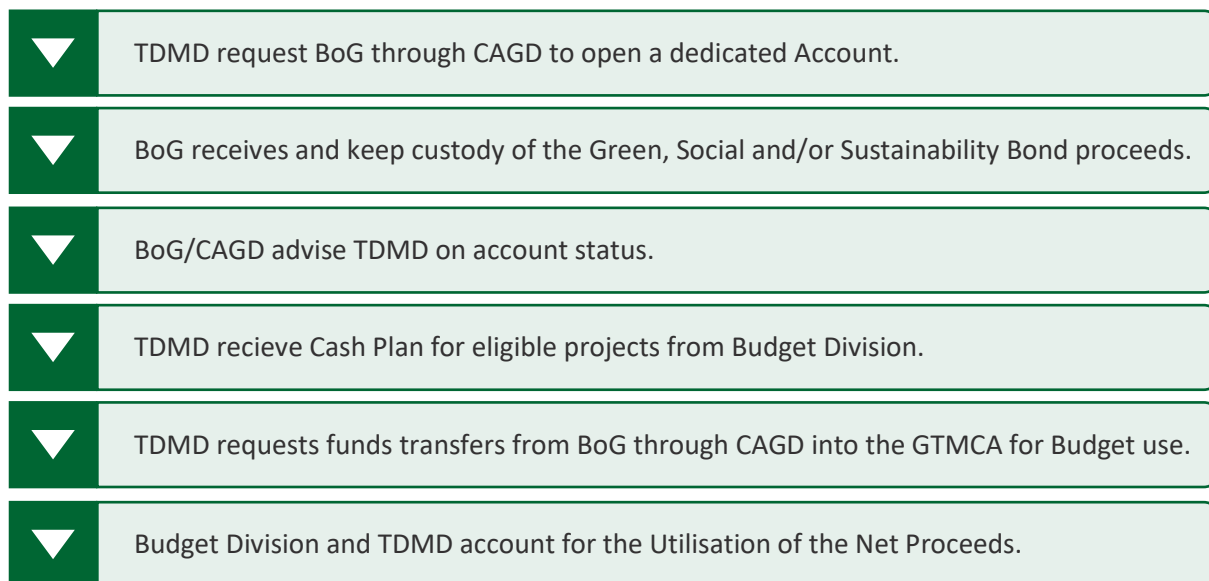 TDMD request BoG through CAGD to open a dedicated Account.
BoG receives and keep custody of the Green, Social and/or Sustainability Bond proceeds.
BoG/CAGD advise TDMD on account status.
TDMD recieve Cash Plan for eligible projects from Budget Division.
TDMD requests funds transfers from BoG through CAGD into the GTMCA for Budget use.
Budget Division and TDMD account for the Utilisation of the Net Proceeds.